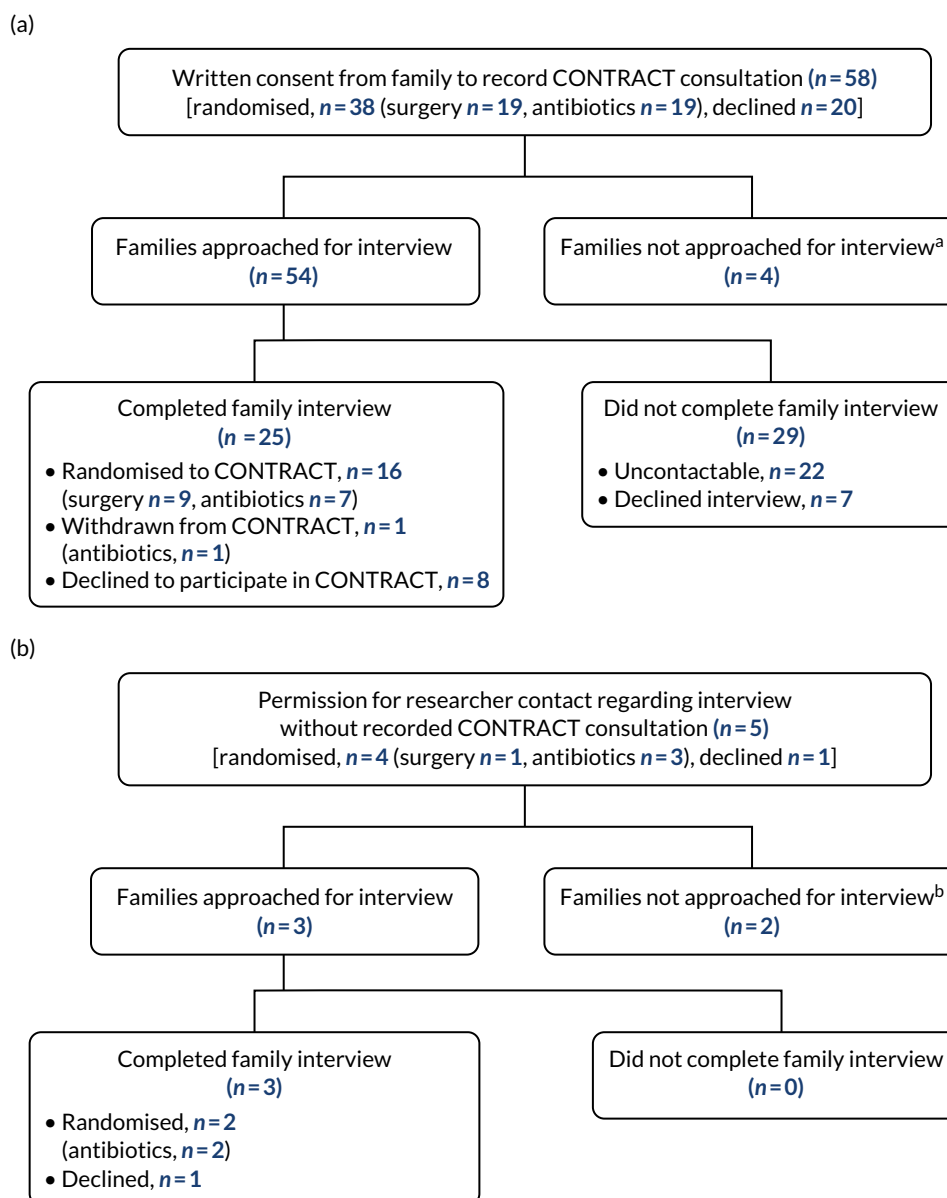 (a)
Written consent from family to record CONTRACT consultation (n=58)
[randomised, n=38 (surgery n=19, antibiotics n=19), declined n=20]
Families approached for interview
(n=54)
Families not approached for interviewa
(n=4)
Completed family interview
(n =25)
• Randomised to CONTRACT, n=16
(surgery n=9, antibiotics n=7)
• Withdrawn from CONTRACT, n=1
(antibiotics, n=1)
• Declined to participate in CONTRACT, n=8
Did not complete family interview
(n=29)
• Uncontactable, n=22
• Declined interview, n=7
(b)
Permission for researcher contact regarding interview
without recorded CONTRACT consultation (n=5)
[randomised, n=4 (surgery n=1, antibiotics n=3), declined n=1]
Families approached for interview
(n=3)
Families not approached for interviewb
(n=2)
Completed family interview
(n=3)
• Randomised, n=2
(antibiotics, n=2)
• Declined, n=1
Did not complete family interview
(n=0)